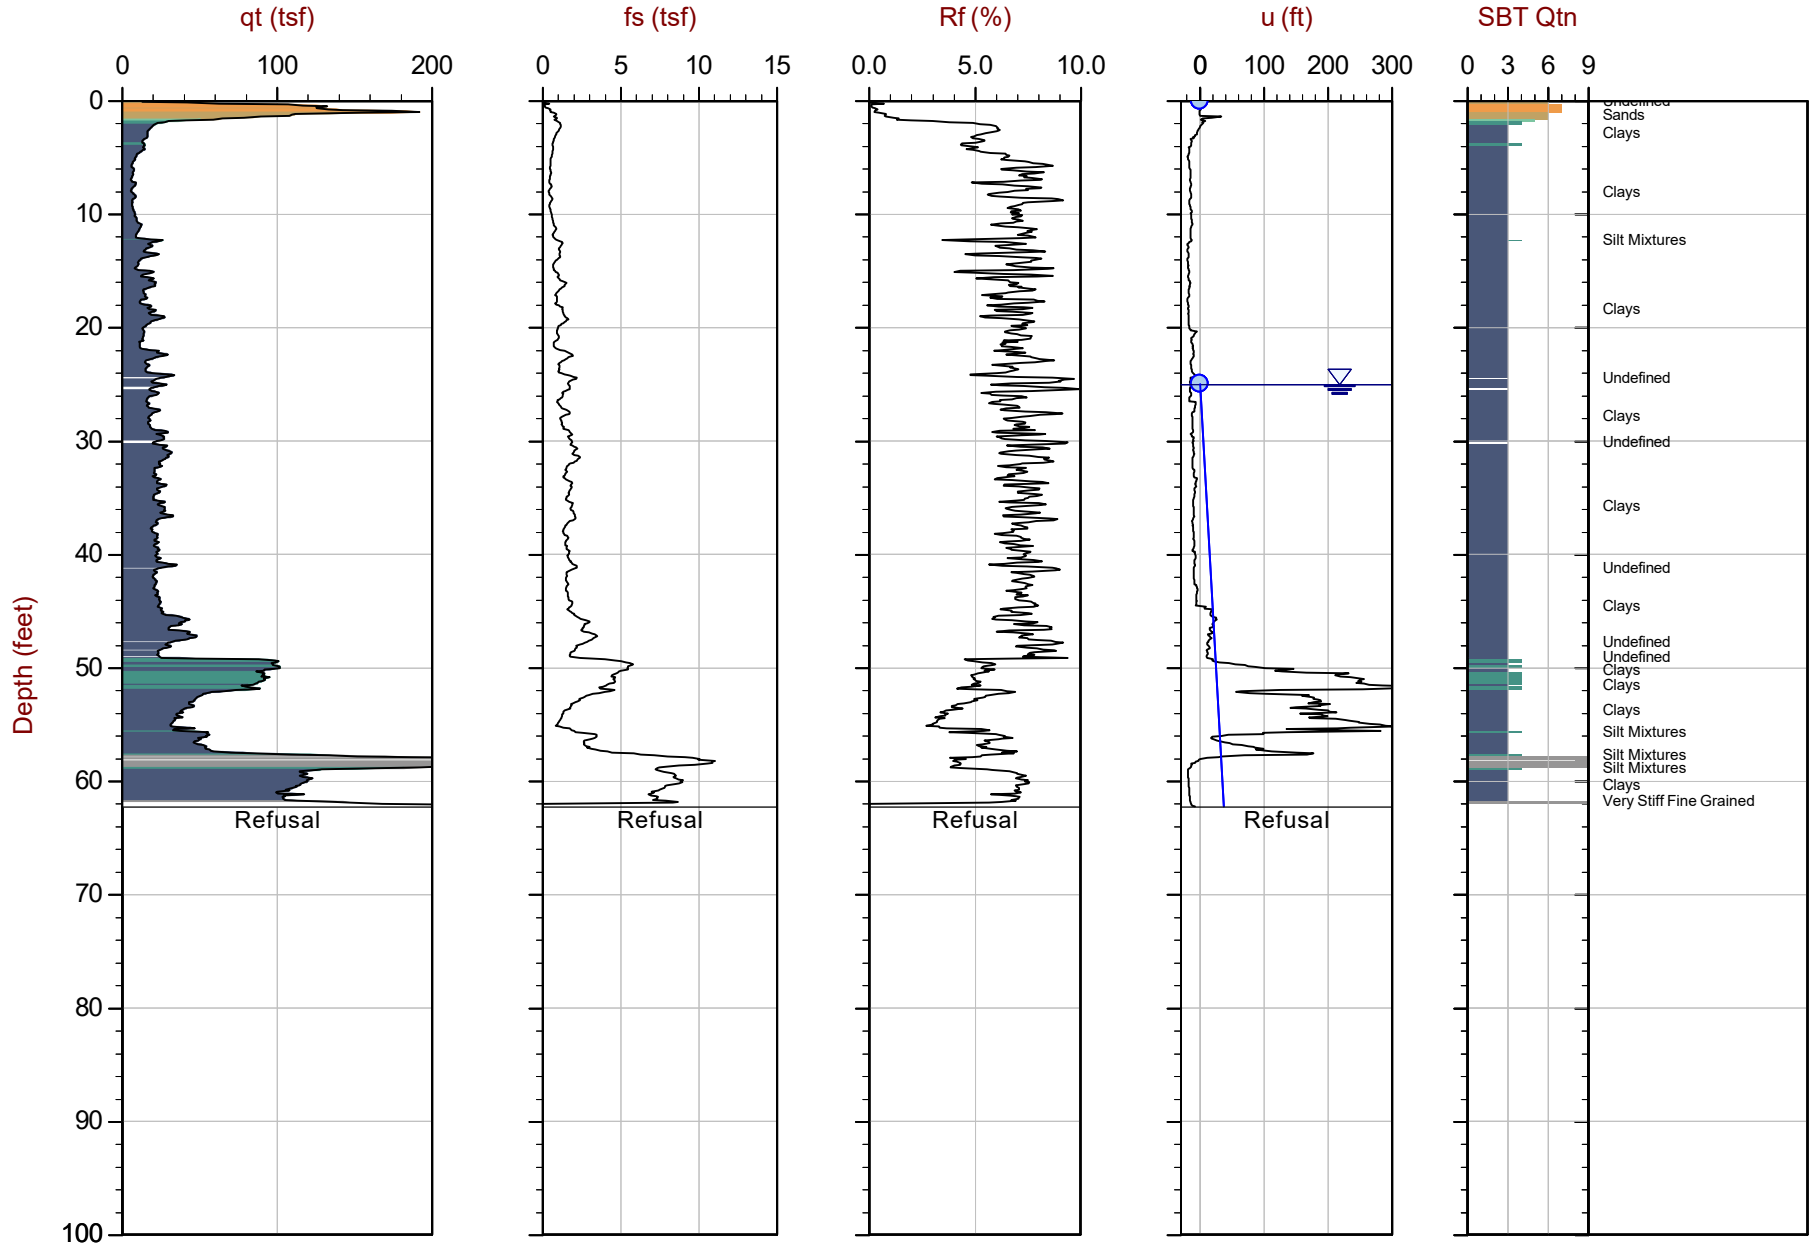 qt (tsf) fs (tsf) Rf (%) u (ft) SBT Qtn
0 100 200 0 5 10 15 0.0 5.0 10.0 0 100 200 300 0 3 6 9
0
10
20
30
40
50
60
70
80
90
100
Depth (feet)
Undefined
Sands
Clays
Clays
Silt Mixtures
Clays
Undefined
Clays
Undefined
Clays
Undefined
Clays
Undefined
Undefined
Clays
Clays
Clays
Silt Mixtures
Silt Mixtures
Silt Mixtures
Clays
Very Stiff Fine Grained
Refusal Refusal Refusal Refusal